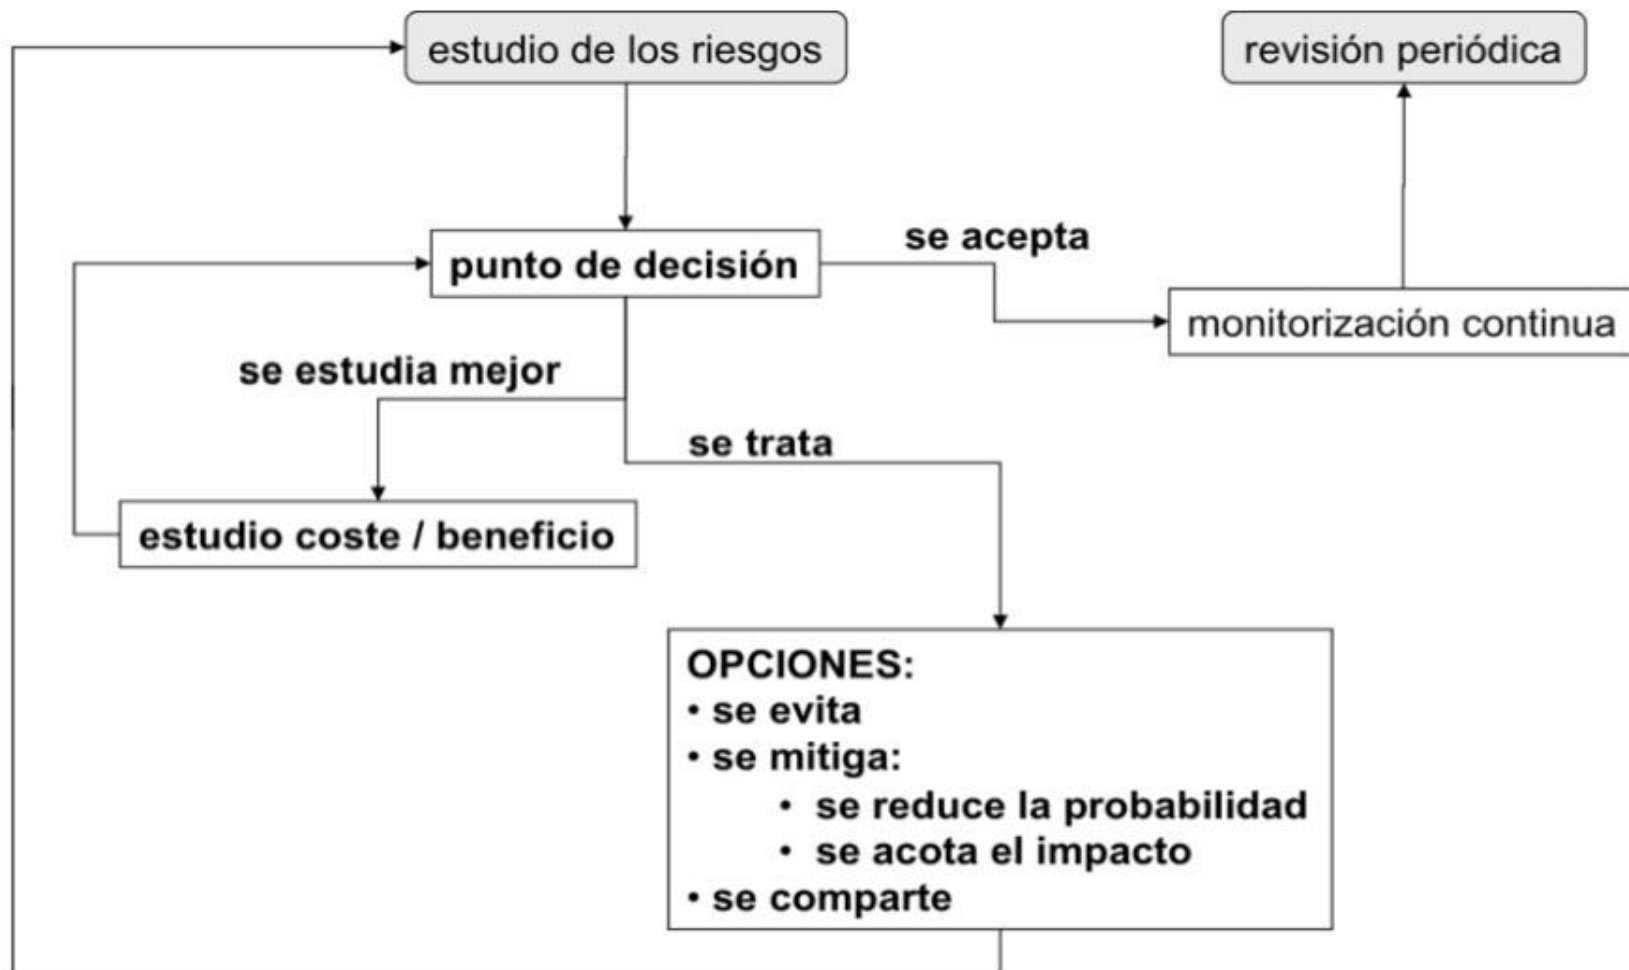 estudio de los riesgos
revisión periódica
punto de decisión
se acepta
monitorización continua
se estudia mejor
se trata
estudio coste / beneficio
OPCIONES:
• se evita
• se mitiga:
• se reduce la probabilidad
• se acota el impacto
• se comparte